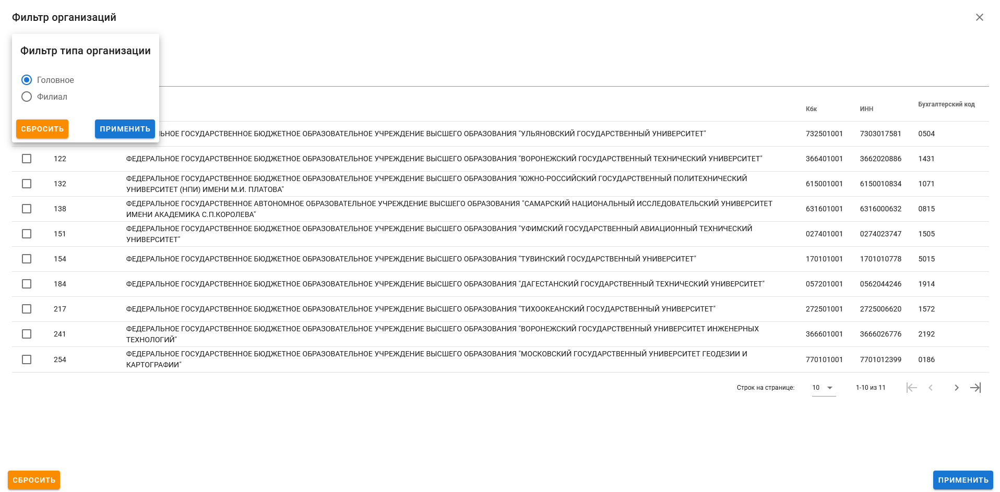 Фильтр организаций
Фильтр типа организации
Головное
Филиал
СБРОСИТЬ
ПРИМЕНИТЬ
Кбк
ИНН
Бухгалтерский код
ГОСУДАРСТВЕННОЕ БЮДЖЕТНОЕ ОБРАЗОВАТЕЛЬНОЕ УЧРЕЖДЕНИЕ ВЫСШЕГО ОБРАЗОВАНИЯ "УЛЬЯНОВСКИЙ ГОСУДАРСТВЕННЫЙ УНИВЕРСИТЕТ" 732501001 7303017581 0504
122 ФЕДЕРАЛЬНОЕ ГОСУДАРСТВЕННОЕ БЮДЖЕТНОЕ ОБРАЗОВАТЕЛЬНОЕ УЧРЕЖДЕНИЕ ВЫСШЕГО ОБРАЗОВАНИЯ "ВОРОНЕЖСКИЙ ГОСУДАРСТВЕННЫЙ ТЕХНИЧЕСКИЙ УНИВЕРСИТЕТ" 366401001 3662020886 1431
132 ФЕДЕРАЛЬНОЕ ГОСУДАРСТВЕННОЕ БЮДЖЕТНОЕ ОБРАЗОВАТЕЛЬНОЕ УЧРЕЖДЕНИЕ ВЫСШЕГО ОБРАЗОВАНИЯ "ЮЖНО-РОССИЙСКИЙ ГОСУДАРСТВЕННЫЙ ПОЛИТЕХНИЧЕСКИЙ
УНИВЕРСИТЕТ (НПИ) ИМЕНИ М.И. ПЛАТОВА" 615001001 6150010834 1071
138 ФЕДЕРАЛЬНОЕ ГОСУДАРСТВЕННОЕ АВТОНОМНОЕ ОБРАЗОВАТЕЛЬНОЕ УЧРЕЖДЕНИЕ ВЫСШЕГО ОБРАЗОВАНИЯ "САМАРСКИЙ НАЦИОНАЛЬНЫЙ ИССЛЕДОВАТЕЛЬСКИЙ УНИВЕРСИТЕТ
ИМЕНИ АКАДЕМИКА С.П.КОРОЛЕВА" 631601001 6316000632 0815
151 ФЕДЕРАЛЬНОЕ ГОСУДАРСТВЕННОЕ БЮДЖЕТНОЕ ОБРАЗОВАТЕЛЬНОЕ УЧРЕЖДЕНИЕ ВЫСШЕГО ОБРАЗОВАНИЯ "УФИМСКИЙ ГОСУДАРСТВЕННЫЙ АВИАЦИОННЫЙ ТЕХНИЧЕСКИЙ
УНИВЕРСИТЕТ" 027401001 0274023747 1505
154 ФЕДЕРАЛЬНОЕ ГОСУДАРСТВЕННОЕ БЮДЖЕТНОЕ ОБРАЗОВАТЕЛЬНОЕ УЧРЕЖДЕНИЕ ВЫСШЕГО ОБРАЗОВАНИЯ "ТУВИНСКИЙ ГОСУДАРСТВЕННЫЙ УНИВЕРСИТЕТ" 170101001 1701010778 5015
184 ФЕДЕРАЛЬНОЕ ГОСУДАРСТВЕННОЕ БЮДЖЕТНОЕ ОБРАЗОВАТЕЛЬНОЕ УЧРЕЖДЕНИЕ ВЫСШЕГО ОБРАЗОВАНИЯ "ДАГЕСТАНСКИЙ ГОСУДАРСТВЕННЫЙ ТЕХНИЧЕСКИЙ УНИВЕРСИТЕТ" 057201001 0562044246 1914
217 ФЕДЕРАЛЬНОЕ ГОСУДАРСТВЕННОЕ БЮДЖЕТНОЕ ОБРАЗОВАТЕЛЬНОЕ УЧРЕЖДЕНИЕ ВЫСШЕГО ОБРАЗОВАНИЯ "ТИХООКЕАНСКИЙ ГОСУДАРСТВЕННЫЙ УНИВЕРСИТЕТ" 272501001 2725006620 1572
241 ФЕДЕРАЛЬНОЕ ГОСУДАРСТВЕННОЕ БЮДЖЕТНОЕ ОБРАЗОВАТЕЛЬНОЕ УЧРЕЖДЕНИЕ ВЫСШЕГО ОБРАЗОВАНИЯ "ВОРОНЕЖСКИЙ ГОСУДАРСТВЕННЫЙ УНИВЕРСИТЕТ ИНЖЕНЕРНЫХ
ТЕХНОЛОГИЙ" 366601001 3666026776 2192
254 ФЕДЕРАЛЬНОЕ ГОСУДАРСТВЕННОЕ БЮДЖЕТНОЕ ОБРАЗОВАТЕЛЬНОЕ УЧРЕЖДЕНИЕ ВЫСШЕГО ОБРАЗОВАНИЯ "МОСКОВСКИЙ ГОСУДАРСТВЕННЫЙ УНИВЕРСИТЕТ ГЕОДЕЗИИ И
КАРТОГРАФИИ" 770101001 7701012399 0186
Строк на странице: 10 1-10 из 11
СБРОСИТЬ
ПРИМЕНИТЬ